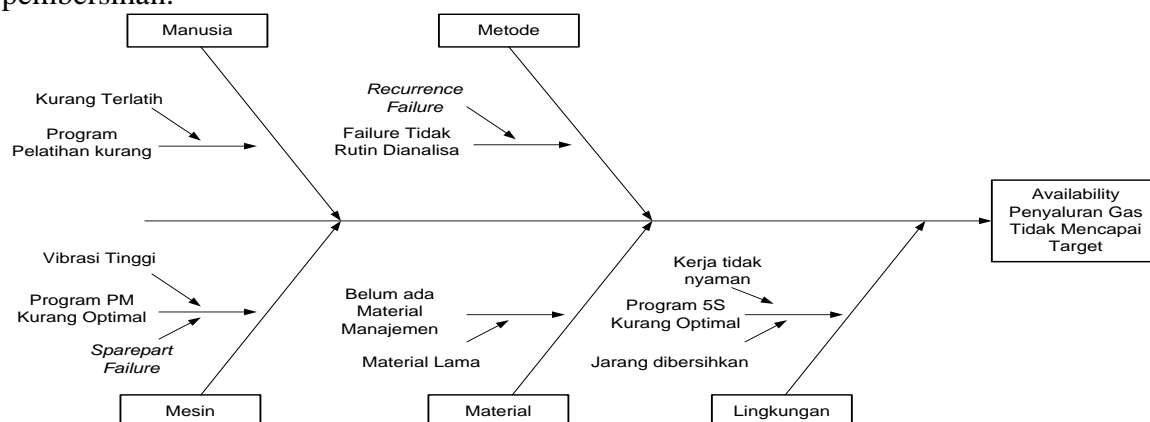 pembersihan.
Manusia
Metode
Kurang Terlatih
Program
Pelatihan kurang
Recurrence
Failure
Failure Tidak
Rutin Dianalisa
Availability
Penyaluran Gas
Tidak Mencapai
Target
Vibrasi Tinggi
Program PM
Kurang Optimal
Sparepart
Failure
Belum ada
Material
Manajemen
Material Lama
Kerja tidak
nyaman
Program 5S
Kurang Optimal
Jarang dibersihkan
Mesin
Material
Lingkungan